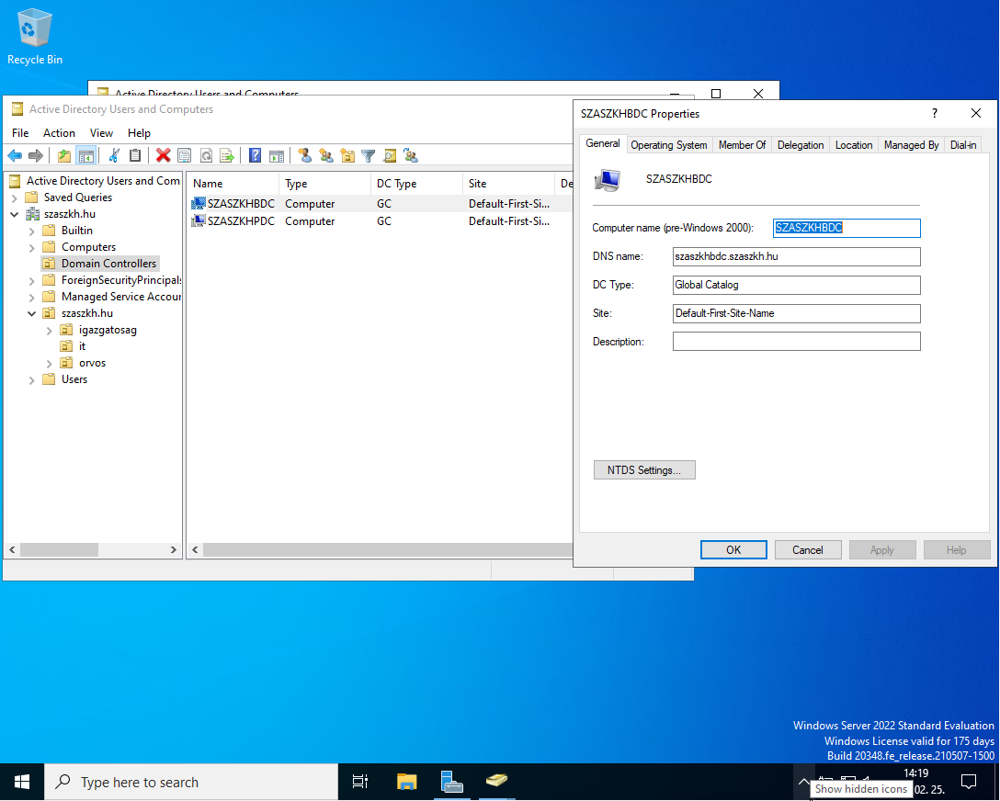 Recycle Bin
Active Directory Users and Computers
Active Directory Users and Computers
File Action View Help
Active Directory Users and Com
Saved Queries
szaszkh.hu
Builtin
Computers
Domain Controllers
ForeignSecurityPrincipals
Managed Service Accour
szaszkh.hu
igazgatosag
it
orvos
Users
Name Type DC Type Site De
SZASZKHBDC Computer GC Default-First-Si...
SZASZKHPDC Computer GC Default-First-Si...
SZASZKHBDC Properties
General Operating System Member Of Delegation Location Managed By Dial-in
SZASZKHBDC
Computer name (pre-Windows 2000): SZASZKHBDC
DNS name: szaszkhbdc.szaszkh.hu
DC Type: Global Catalog
Site: Default-First-Site-Name
Description:
NTDS Settings...
OK Cancel Apply Help
Windows Server 2022 Standard Evaluation
Windows License valid for 175 days
Build 20348.fe_release.210507-1500
Type here to search
14:19
Show hidden icons
02. 25.